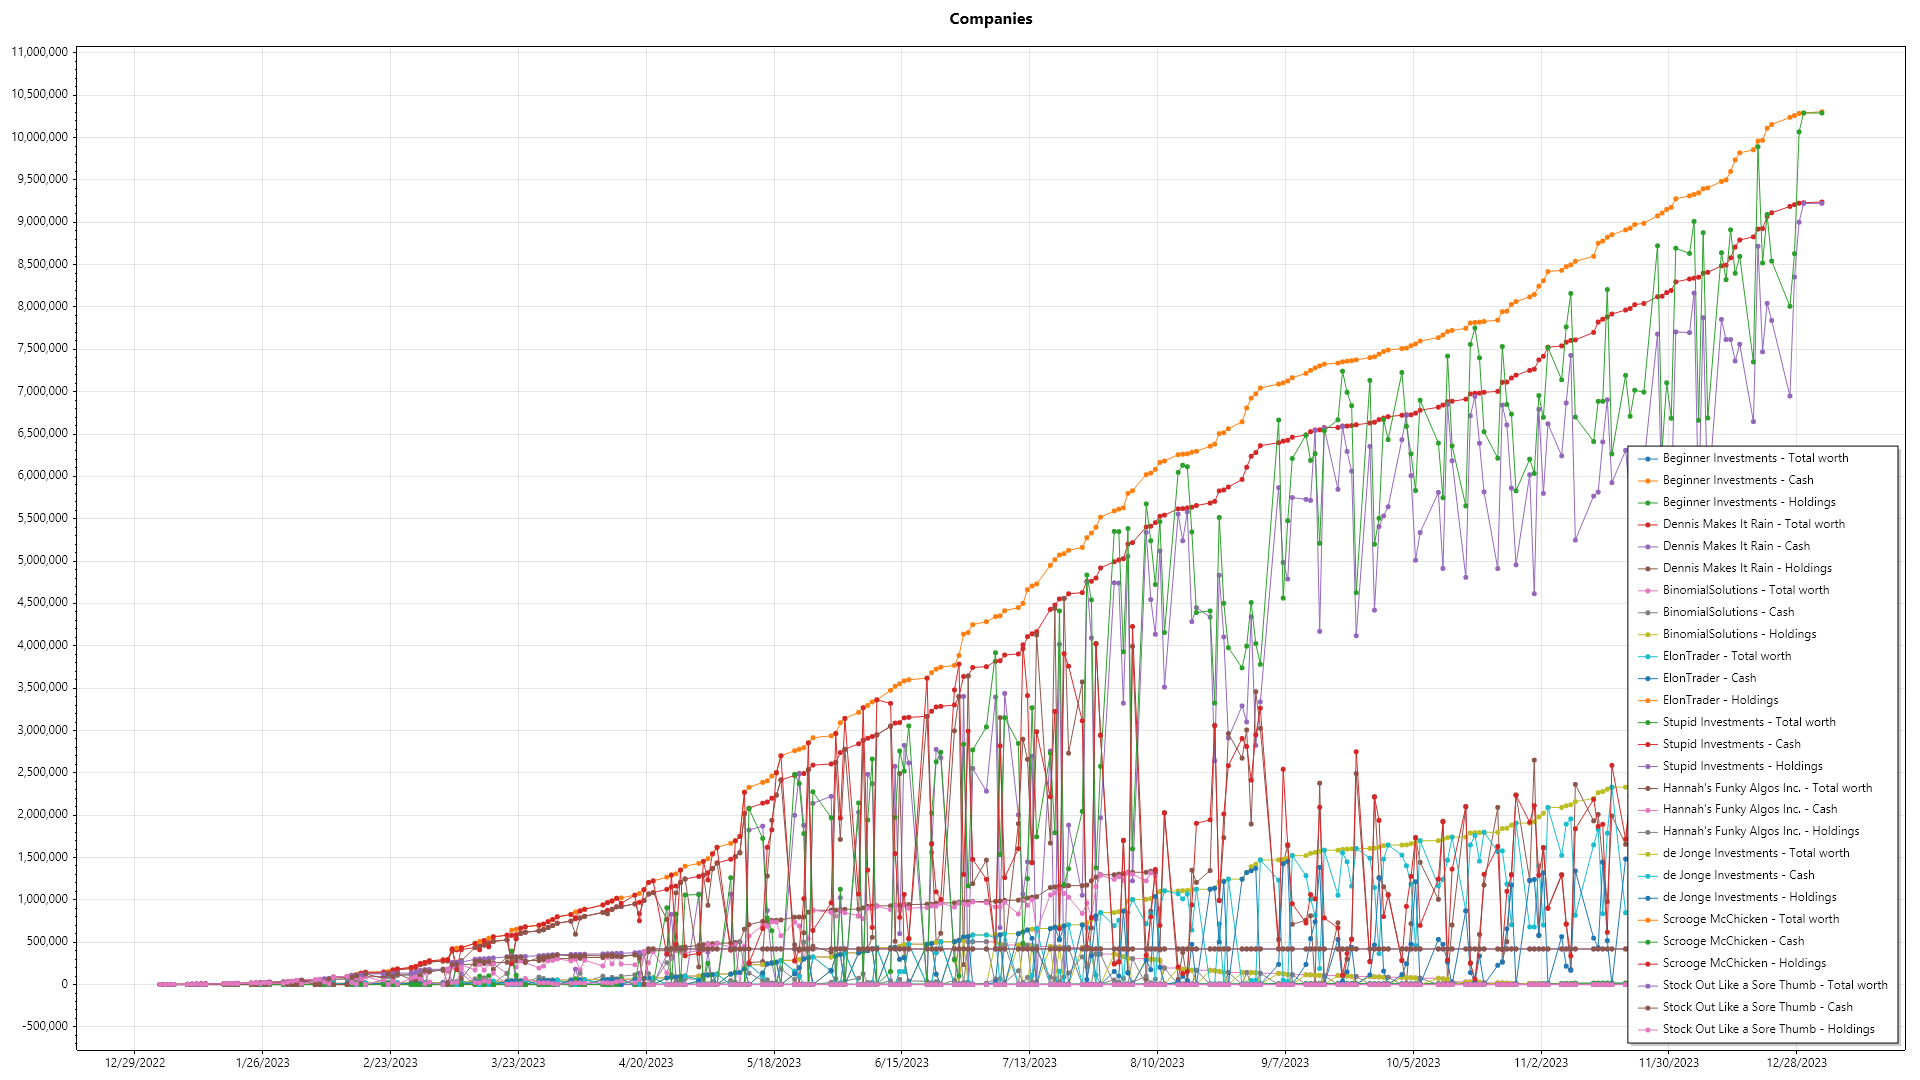 Companies
11,000,000
10,500,000
10,000,000
9,500,000
9,000,000
8,500,000
8,000,000
7,500,000
7,000,000
6,500,000
6,000,000
5,500,000
5,000,000
4,500,000
4,000,000
3,500,000
3,000,000
2,500,000
2,000,000
1,500,000
1,000,000
500,000
0
-500,000
Beginner Investments - Total worth
Beginner Investments - Cash
Beginner Investments - Holdings
Dennis Makes It Rain - Total worth
Dennis Makes It Rain - Cash
Dennis Makes It Rain - Holdings
BinomialSolutions - Total worth
BinomialSolutions - Cash
BinomialSolutions - Holdings
ElonTrader - Total worth
ElonTrader - Cash
ElonTrader - Holdings
Stupid Investments - Total worth
Stupid Investments - Cash
Stupid Investments - Holdings
Hannah's Funky Algos Inc. - Total worth
Hannah's Funky Algos Inc. - Cash
Hannah's Funky Algos Inc. - Holdings
de Jonge Investments - Total worth
de Jonge Investments - Cash
de Jonge Investments - Holdings
Scrooge McChicken - Total worth
Scrooge McChicken - Cash
Scrooge McChicken - Holdings
Stock Out Like a Sore Thumb - Total worth
Stock Out Like a Sore Thumb - Cash
Stock Out Like a Sore Thumb - Holdings
12/29/2022 1/26/2023 2/23/2023 3/23/2023 4/20/2023 5/18/2023 6/15/2023 7/13/2023 8/10/2023 9/7/2023 10/5/2023 11/2/2023 11/30/2023 12/28/2023